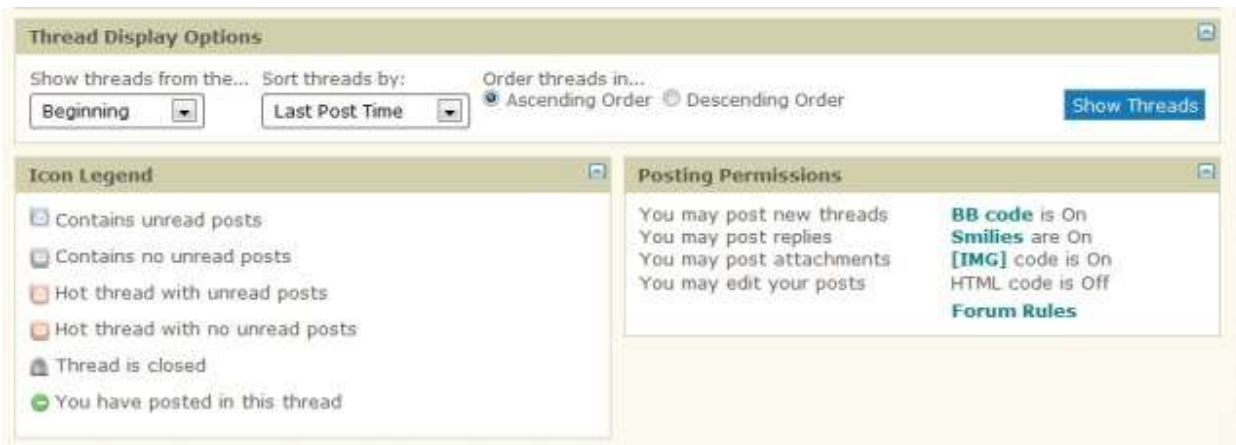 Thread Display Options
Show threads from the... Sort threads by: Order threads in...
Beginning Last Post Time Ascending Order Descending Order Show Threads
Icon Legend
Contains unread posts
Contains no unread posts
Hot thread with unread posts
Hot thread with no unread posts
Thread is closed
You have posted in this thread
Posting Permissions
You may post new threads
You may post replies
You may post attachments
You may edit your posts
BB code is On
Smilies are On
[IMG] code is On
HTML code is Off
Forum Rules